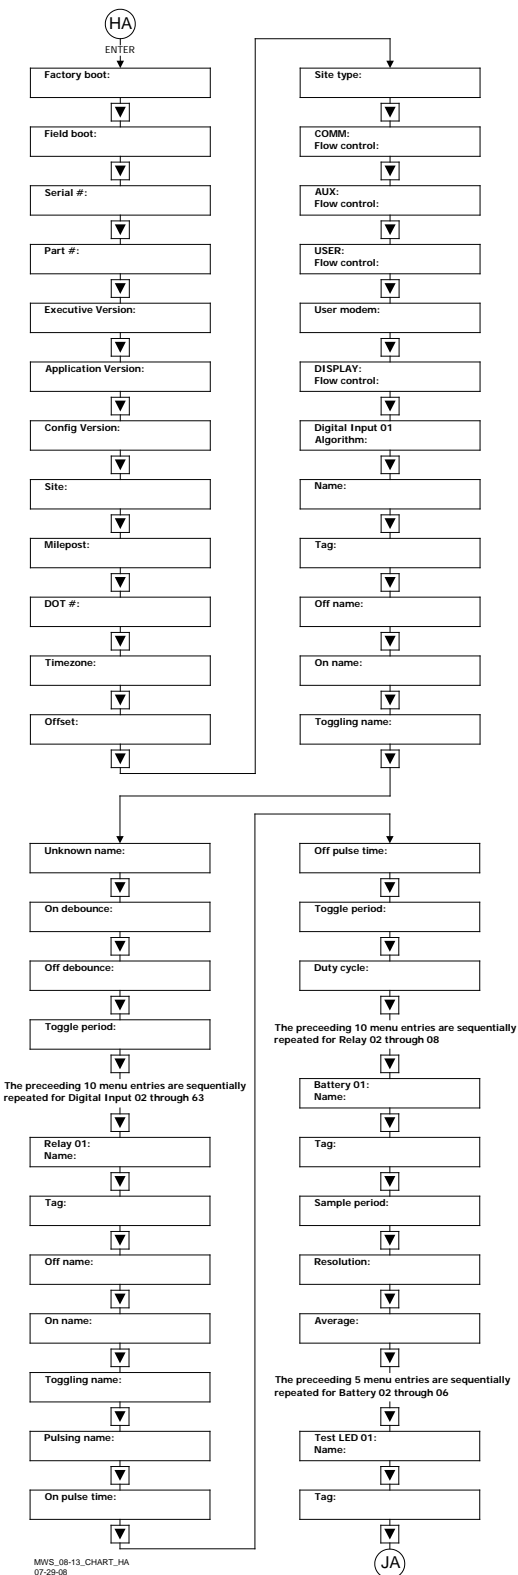 HA
ENTER
Factory boot:
Field boot:
Serial #:
Part #:
Executive Version:
Application Version:
Config Version:
Site:
Milepost:
DOT #:
Timezone:
Offset:
Site type:
COMM:
Flow control:
AUX:
Flow control:
USER:
Flow control:
User modem:
DISPLAY:
Flow control:
Digital Input 01
Algorithm:
Name:
Tag:
Off name:
On name:
Toggling name:
Unknown name:
On debounce:
Off debounce:
Toggle period:
The preceeding 10 menu entries are sequentially
repeated for Digital Input 02 through 63
Relay 01:
Name:
Tag:
Off name:
On name:
Toggling name:
Pulsing name:
On pulse time:
Off pulse time:
Toggle period:
Duty cycle:
The preceeding 10 menu entries are sequentially
repeated for Relay 02 through 08
Battery 01:
Name:
Tag:
Sample period:
Resolution:
Average:
The preceeding 5 menu entries are sequentially
repeated for Battery 02 through 06
Test LED 01:
Name:
Tag:
JA
MWS_08-13_CHART_HA
07-29-08